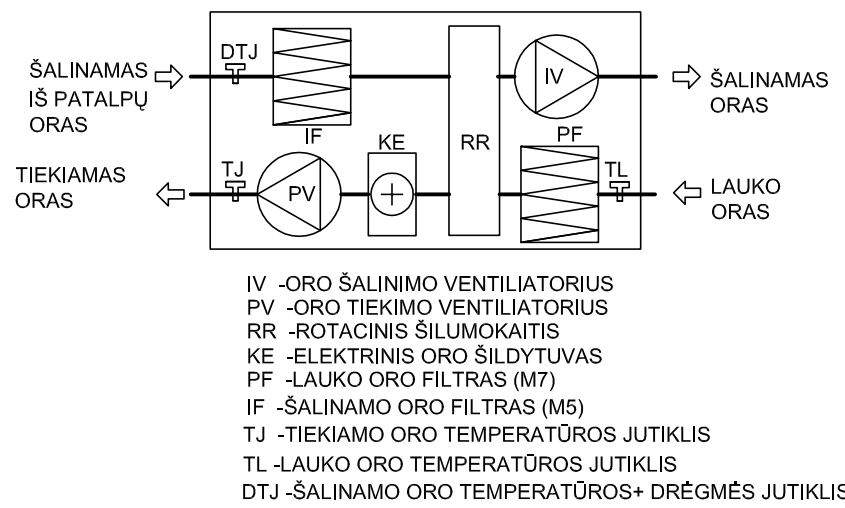 DTJ
ŠALINAMAS
IŠ PATALPŲ
ORAS
IF
RR
IV
ŠALINAMAS
ORAS
TIEKIAMAS
ORAS
TJ
PV
KE
PF
TL
LAUKO
ORAS
IV -ORO ŠALINIMO VENTILIATORIUS
PV -ORO TIEKIMO VENTILIATORIUS
RR -ROTACINIS ŠILUMOKAITIS
KE -ELEKTRINIS ORO ŠILDYTUVAS
PF -LAUKO ORO FILTRAS (M7)
IF -ŠALINAMO ORO FILTRAS (M5)
TJ -TIEKIAMO ORO TEMPERATŪROS JUTIKLIS
TL -LAUKO ORO TEMPERATŪROS JUTIKLIS
DTJ -ŠALINAMO ORO TEMPERATŪROS+ DRĖGMĖS JUTIKLIS